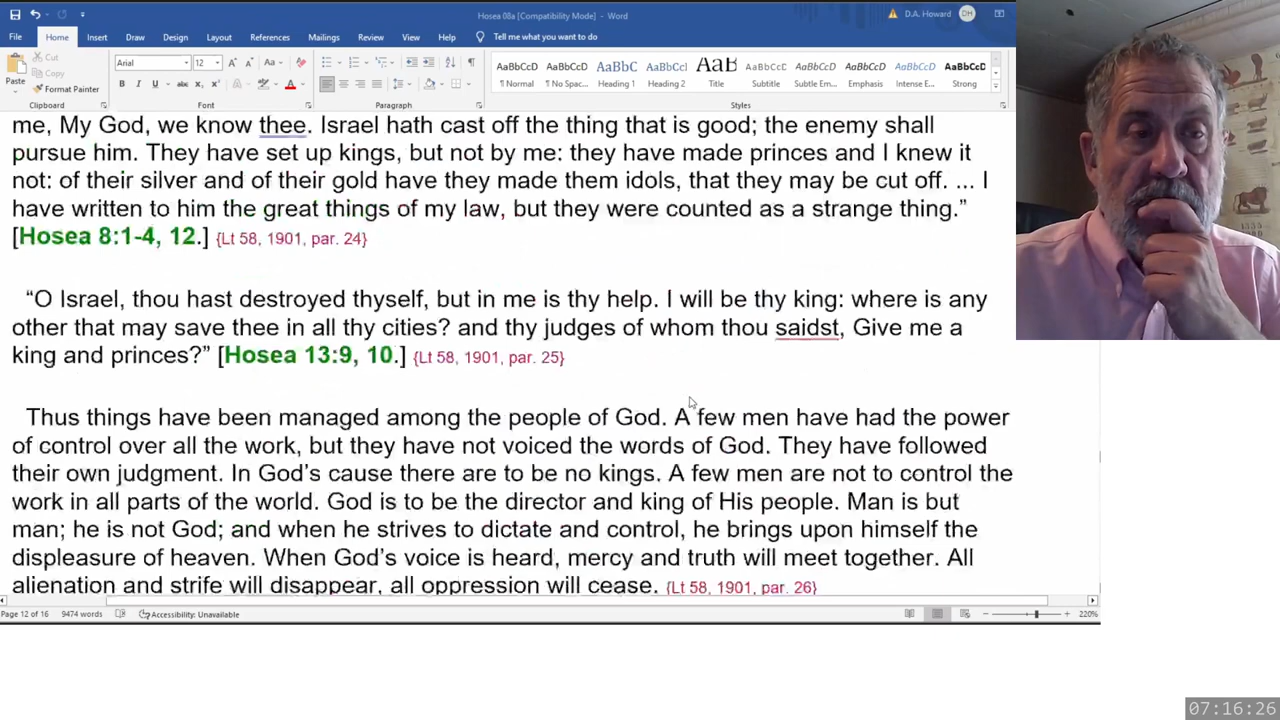 Hosea 08a [Compatibility Mode] - Word
D.A. Howard DH
File Home Insert Draw Design Layout References Mailings Review View Help Tell me what you want to do
Paste Cut Copy Format Painter
Arial 12
AaBbCcD AaBbCcD AaBbC AaBbCcI AaB AaBbCcD AaBbCcD AaBbCcD AaBbCcD AaBbCcD
¶ Normal ¶ No Spac... Heading 1 Heading 2 Title Subtitle Subtle Em... Emphasis Intense E... Strong
Clipboard Font Paragraph Styles
me, My God, we know thee. Israel hath cast off the thing that is good; the enemy shall
pursue him. They have set up kings, but not by me: they have made princes and I knew it
not: of their silver and of their gold have they made them idols, that they may be cut off. ... I
have written to him the great things of my law, but they were counted as a strange thing.”
[Hosea 8:1-4, 12.] {Lt 58, 1901, par. 24}
“O Israel, thou hast destroyed thyself, but in me is thy help. I will be thy king: where is any
other that may save thee in all thy cities? and thy judges of whom thou saidst, Give me a
king and princes?” [Hosea 13:9, 10.] {Lt 58, 1901, par. 25}
Thus things have been managed among the people of God. A few men have had the power
of control over all the work, but they have not voiced the words of God. They have followed
their own judgment. In God’s cause there are to be no kings. A few men are not to control the
work in all parts of the world. God is to be the director and king of His people. Man is but
man; he is not God; and when he strives to dictate and control, he brings upon himself the
displeasure of heaven. When God’s voice is heard, mercy and truth will meet together. All
alienation and strife will disappear, all oppression will cease. {Lt 58, 1901, par. 26}
Page 12 of 16 9474 words Accessibility: Unavailable 220%
07:16:26